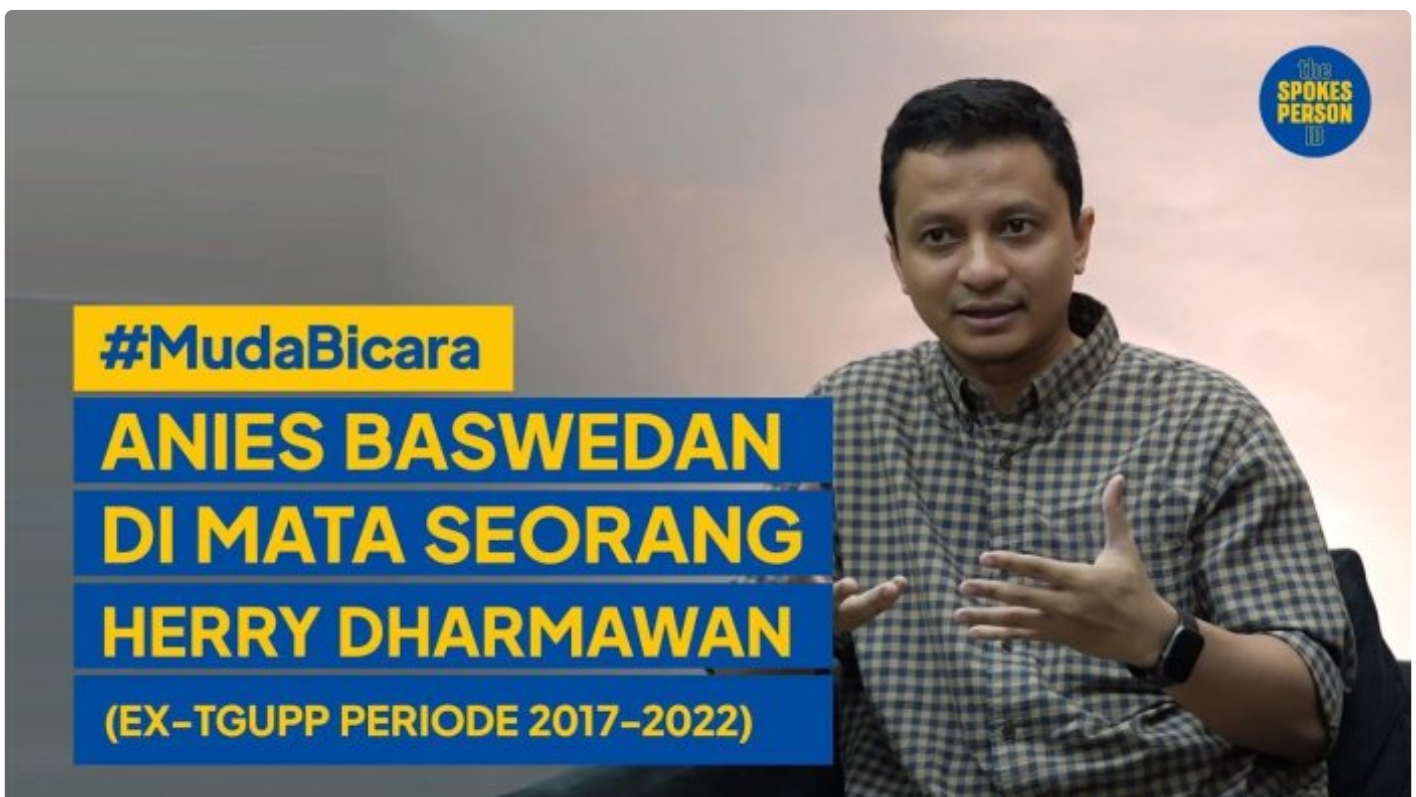 the
SPOKES
PERSON
ID
#MudaBicara
ANIES BASWEDAN
DI MATA SEORANG
HERRY DHARMAWAN
(EX-TGUPP PERIODE 2017-2022)